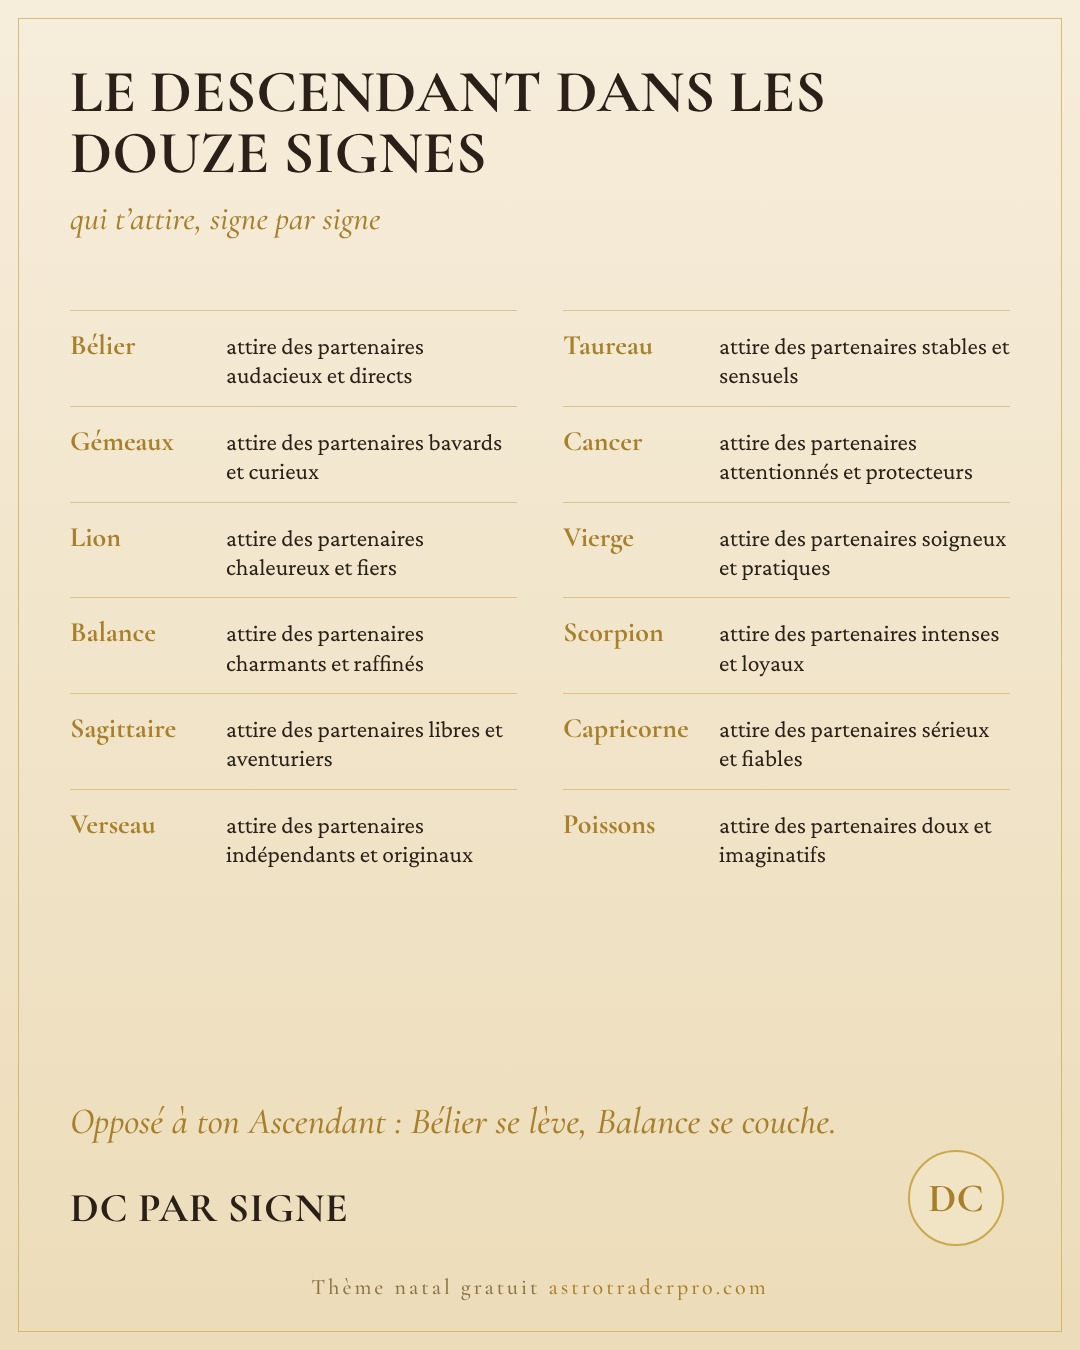 LE DESCENDANT DANS LES
DOUZE SIGNES
qui t’attire, signe par signe
Bélier
attire des partenaires
audacieux et directs
Taureau
attire des partenaires stables et
sensuels
Gémeaux
attire des partenaires bavards
et curieux
Cancer
attire des partenaires
attentionnés et protecteurs
Lion
attire des partenaires
chaleureux et fiers
Vierge
attire des partenaires soigneux
et pratiques
Balance
attire des partenaires
charmants et raffinés
Scorpion
attire des partenaires intenses
et loyaux
Sagittaire
attire des partenaires libres et
aventuriers
Capricorne
attire des partenaires sérieux
et fiables
Verseau
attire des partenaires
indépendants et originaux
Poissons
attire des partenaires doux et
imaginatifs
Opposé à ton Ascendant : Bélier se lève, Balance se couche.
DC PAR SIGNE
DC
Thème natal gratuit astrotraderpro.com